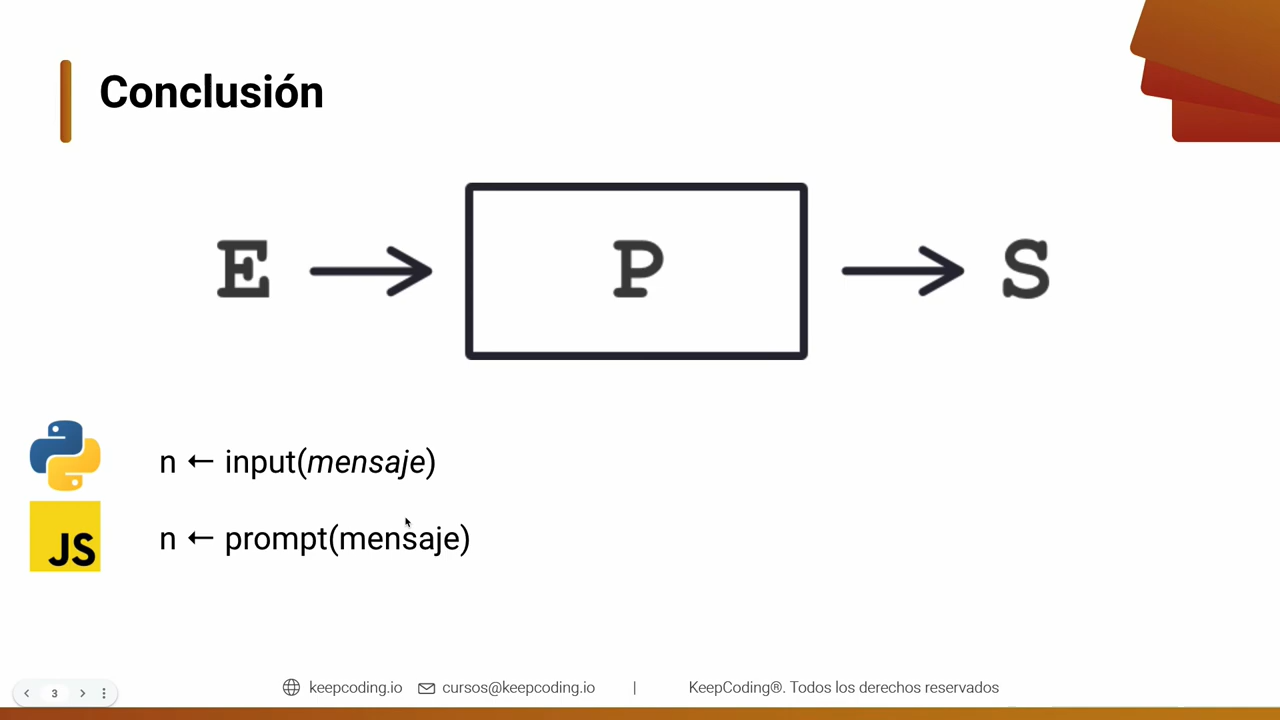 Conclusión
E → P → S
n ← input(mensaje)
JS
n ← prompt(mensaje)
3
keepcoding.io cursos@keepcoding.io | KeepCoding®. Todos los derechos reservados